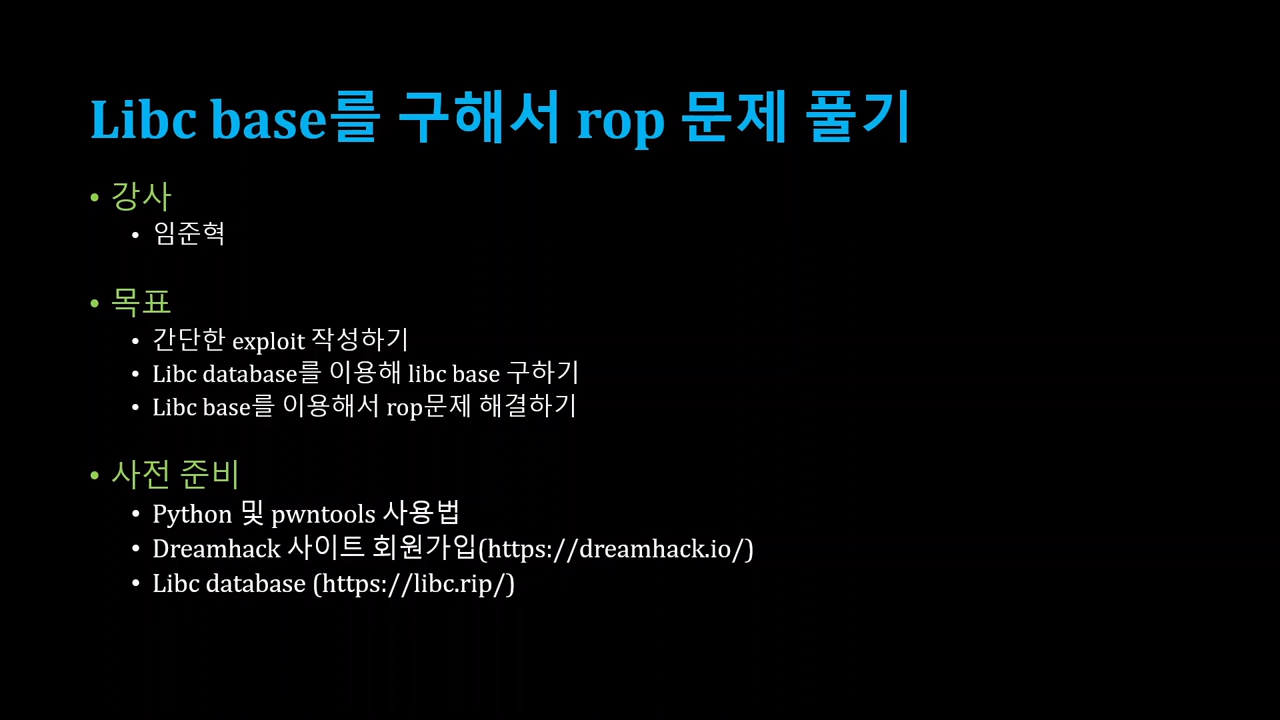 Libc base를 구해서 rop 문제 풀기
• 강사
• 임준혁
• 목표
• 간단한 exploit 작성하기
• Libc database를 이용해 libc base 구하기
• Libc base를 이용해서 rop문제 해결하기
• 사전 준비
• Python 및 pwntools 사용법
• Dreamhack 사이트 회원가입(https://dreamhack.io/)
• Libc database (https://libc.rip/)